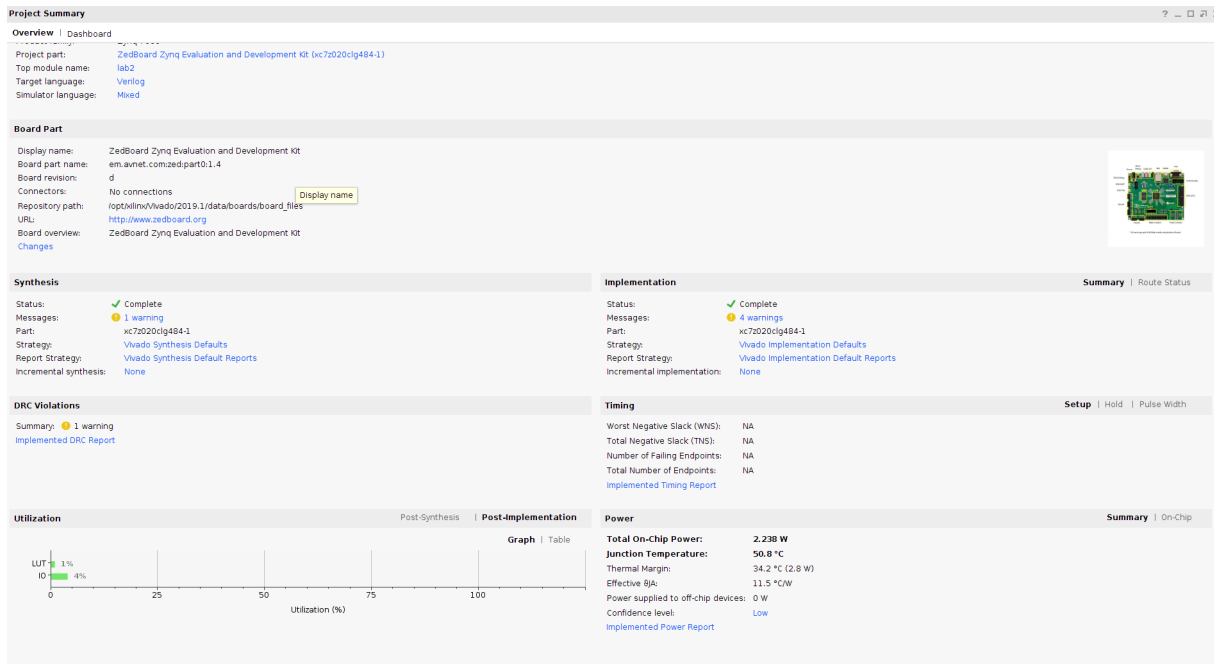 Project Summary
Overview | Dashboard
Project part: ZedBoard Zynq Evaluation and Development Kit (xc7z020clg484-1)
Top module name: lab2
Target language: Verilog
Simulator language: Mixed
Board Part
Display name: ZedBoard Zynq Evaluation and Development Kit
Board part name: em.avnet.com:zed:part0:1.4
Board revision: d
Connectors: No connections
Display name
Repository path: /opt/xilinx/Vivado/2019.1/data/boards/board_files
URL: http://www.zedboard.org
Board overview: ZedBoard Zynq Evaluation and Development Kit
Changes
Synthesis
Status: Complete
Messages: 1 warning
Part: xc7z020clg484-1
Strategy: Vivado Synthesis Defaults
Report Strategy: Vivado Synthesis Default Reports
Incremental synthesis: None
Implementation Summary | Route Status
Status: Complete
Messages: 4 warnings
Part: xc7z020clg484-1
Strategy: Vivado Implementation Defaults
Report Strategy: Vivado Implementation Default Reports
Incremental implementation: None
DRC Violations
Summary: 1 warning
Implemented DRC Report
Timing Setup | Hold | Pulse Width
Worst Negative Slack (WNS): NA
Total Negative Slack (TNS): NA
Number of Failing Endpoints: NA
Total Number of Endpoints: NA
Implemented Timing Report
Utilization Post-Synthesis | Post-Implementation
Graph | Table
LUT 1%
IO 4%
0 25 50 75 100
Utilization (%)
Power Summary | On-Chip
Total On-Chip Power: 2.238 W
Junction Temperature: 50.8 °C
Thermal Margin: 34.2 °C (2.8 W)
Effective θJA: 11.5 °C/W
Power supplied to off-chip devices: 0 W
Confidence level: Low
Implemented Power Report